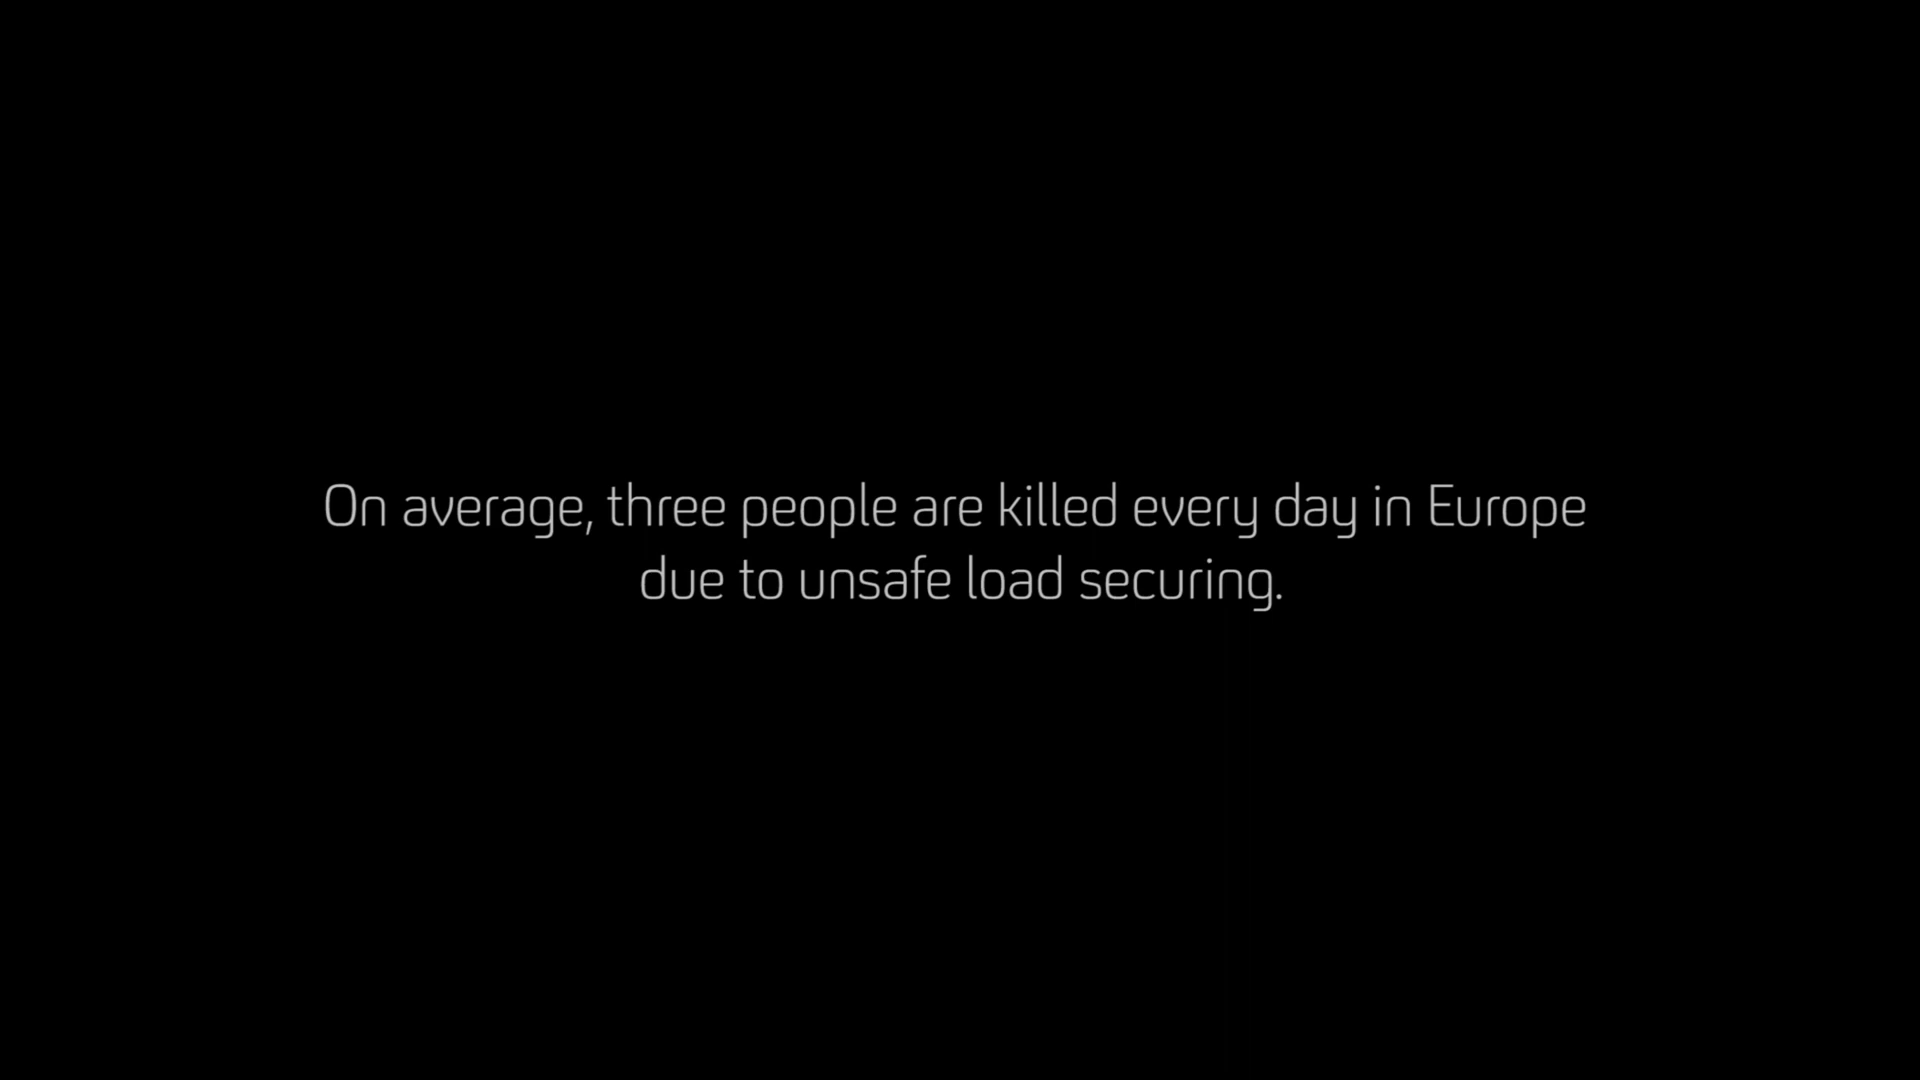 On average, three people are killed every day in Europe
due to unsafe load securing.